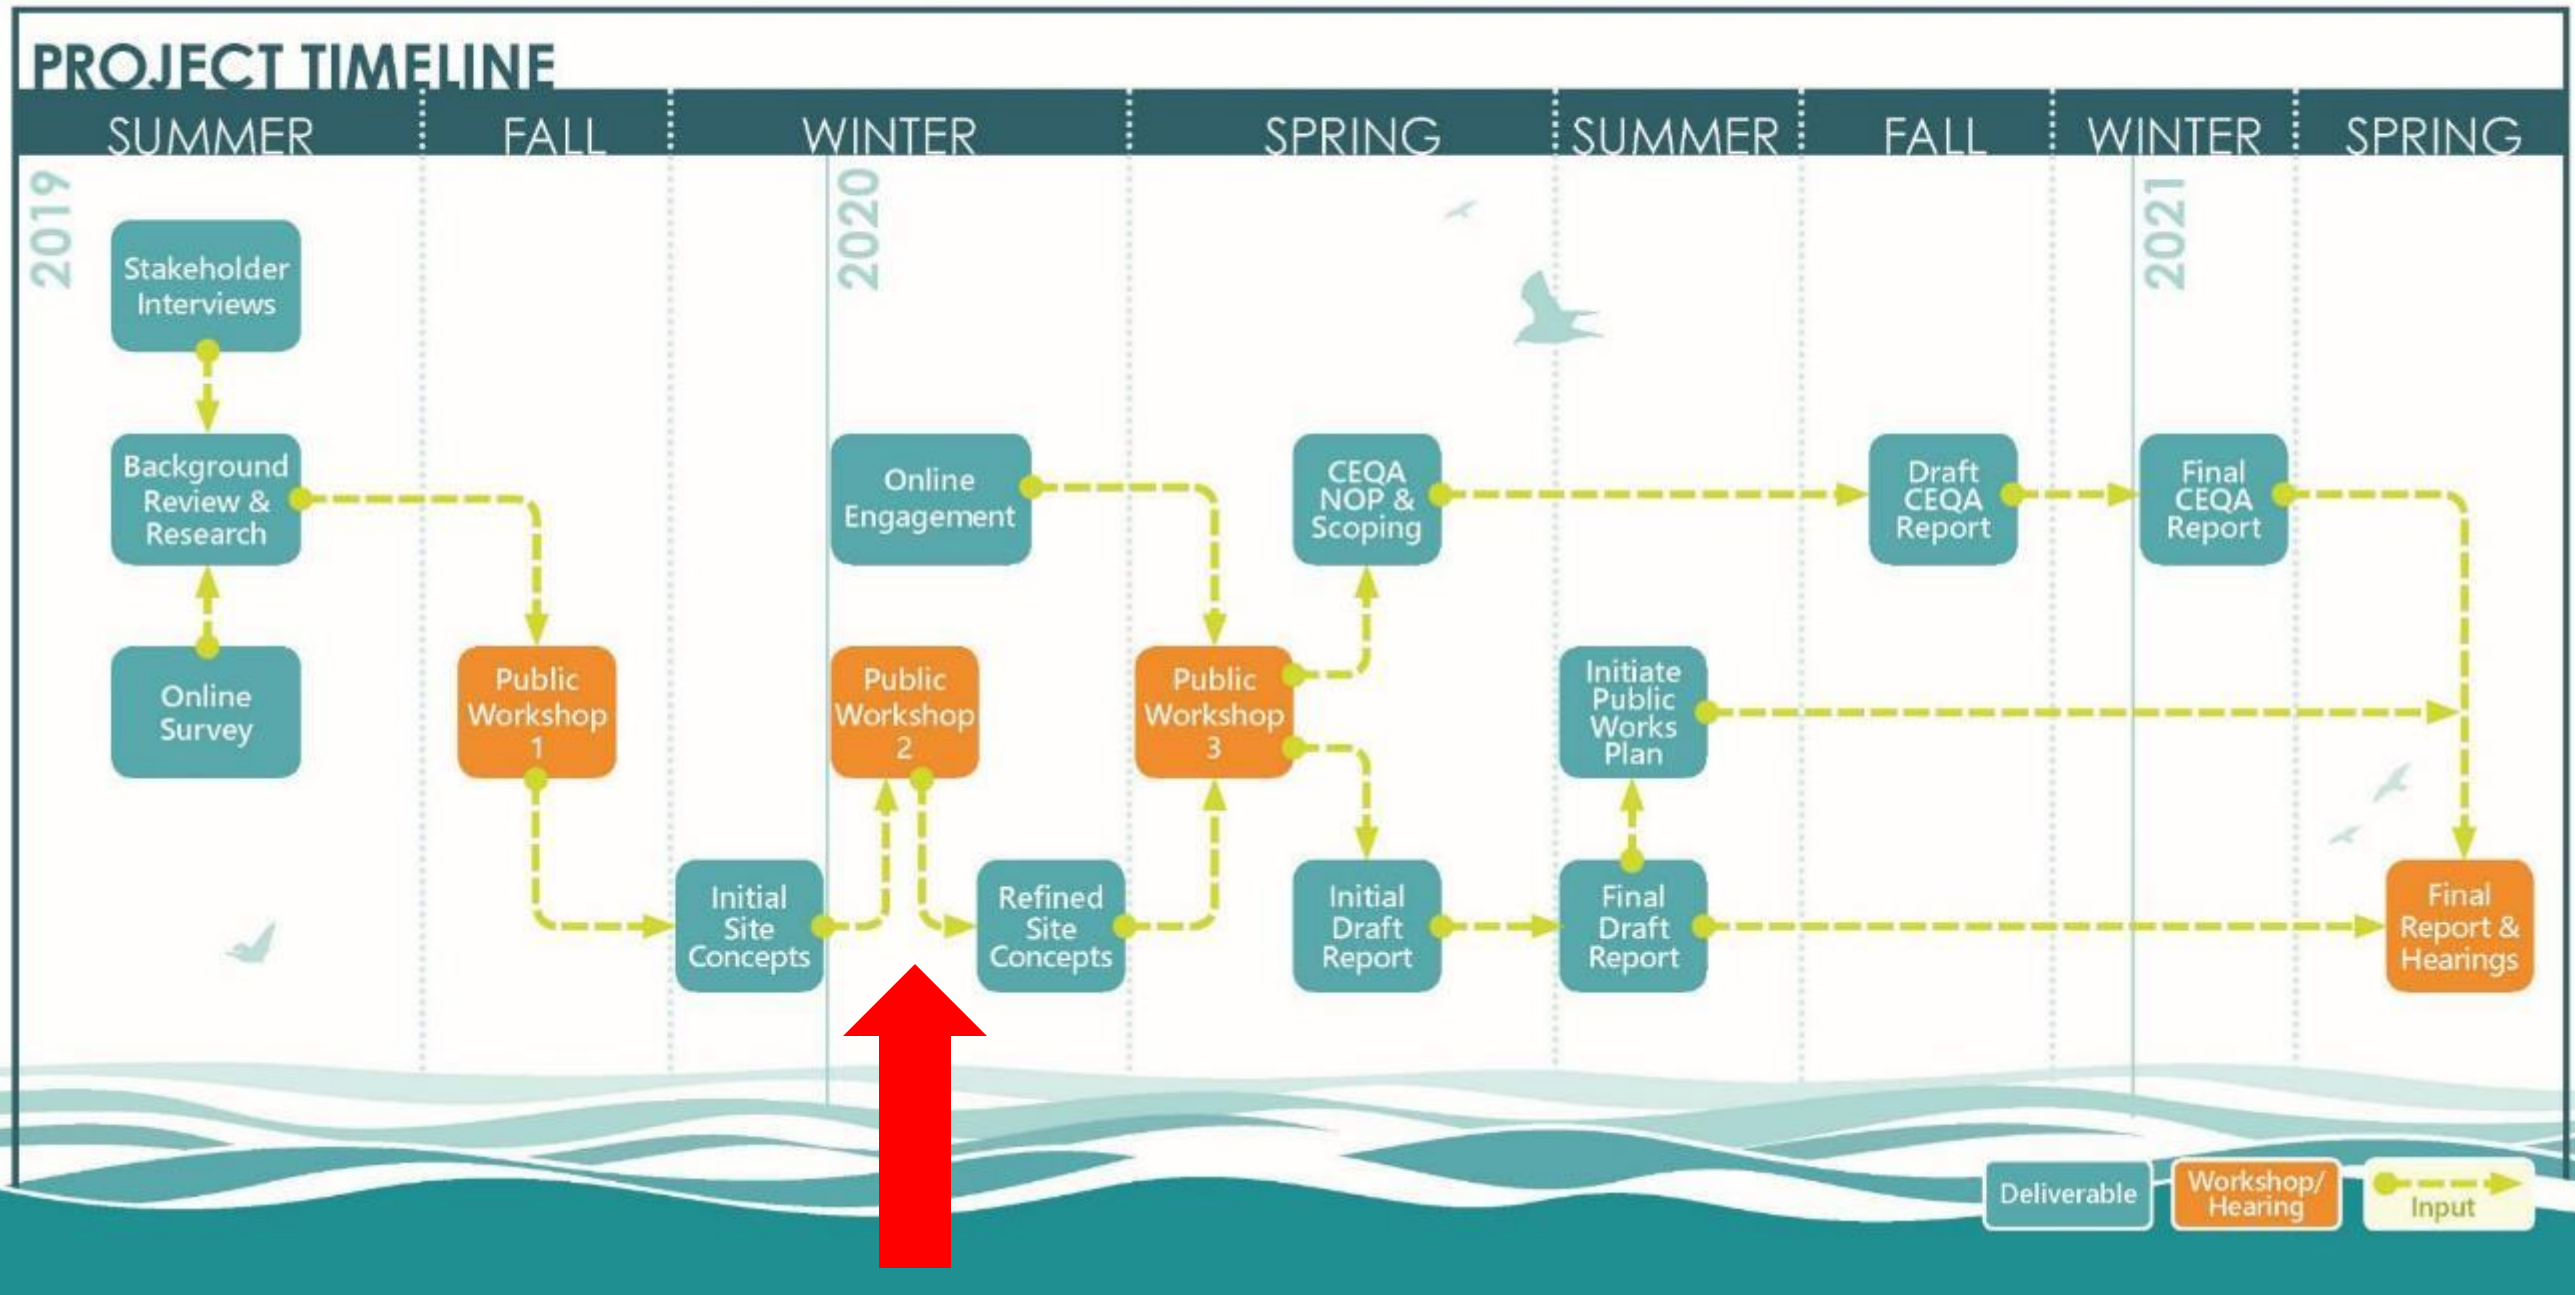 PROJECT TIMELINE
SUMMER
FALL
WINTER
SPRING
SUMMER
FALL
WINTER
SPRING
2019
2020
2021
Stakeholder
Interviews
Background
Review &
Research
Online
Survey
Public
Workshop
1
Initial
Site
Concepts
Online
Engagement
Public
Workshop
2
Refined
Site
Concepts
Public
Workshop
3
CEQA
NOP &
Scoping
Initial
Draft
Report
Initiate
Public
Works
Plan
Final
Draft
Report
Draft
CEQA
Report
Final
CEQA
Report
Final
Report &
Hearings
Deliverable
Workshop/
Hearing
Input